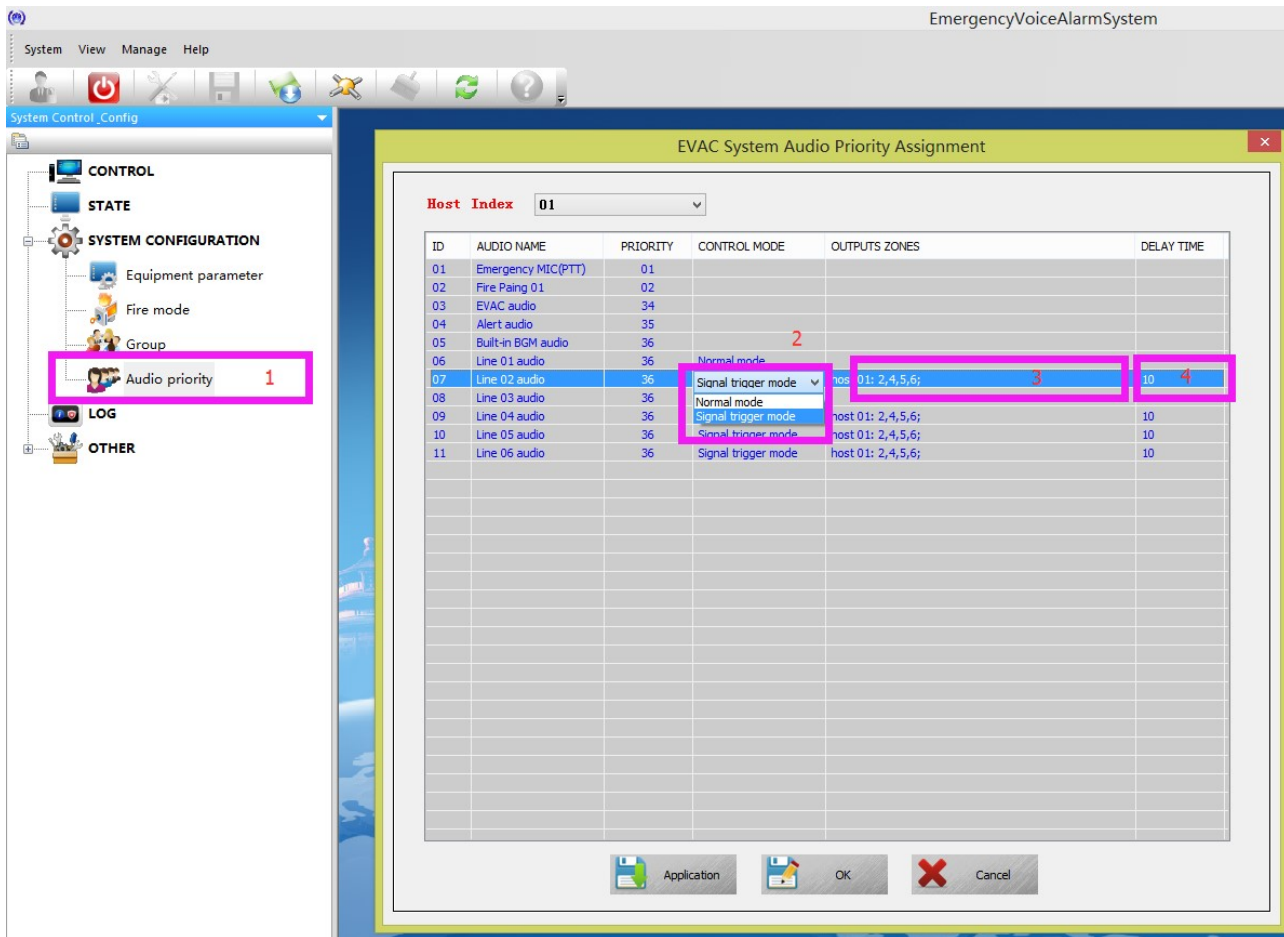 EmergencyVoiceAlarmSystem
System View Manage Help
System Control_Config
CONTROL
STATE
SYSTEM CONFIGURATION
Equipment parameter
Fire mode
Group
Audio priority 1
LOG
OTHER
EVAC System Audio Priority Assignment
Host Index 01
ID AUDIO NAME PRIORITY CONTROL MODE OUTPUTS ZONES DELAY TIME
01 Emergency MIC(PTT) 01
02 Fire Paing 01 02
03 EVAC audio 34
04 Alert audio 35
05 Built-in BGM audio 36 2
06 Line 01 audio 36 Normal mode
07 Line 02 audio 36 Signal trigger mode host 01: 2,4,5,6; 3 10 4
08 Line 03 audio 36 Normal mode
09 Line 04 audio 36 Signal trigger mode host 01: 2,4,5,6; 10
10 Line 05 audio 36 Signal trigger mode host 01: 2,4,5,6; 10
11 Line 06 audio 36 Signal trigger mode host 01: 2,4,5,6; 10
Application OK Cancel